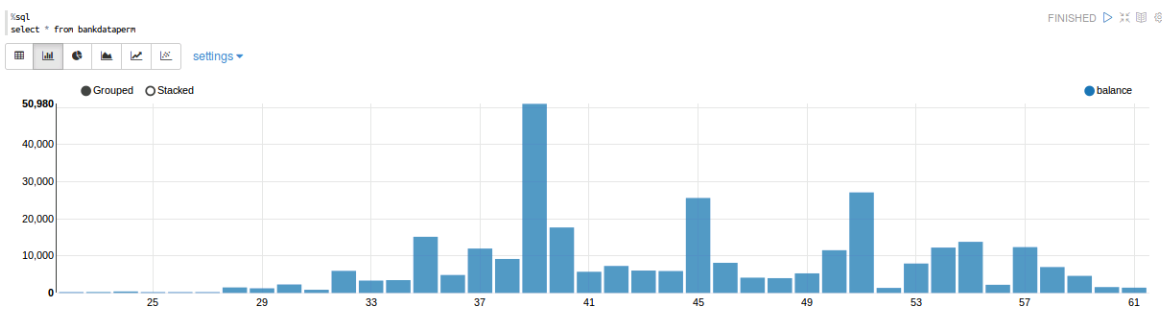 %sql
select * from bankdataperm
FINISHED
settings
Grouped Stacked
balance
50,980
40,000
30,000
20,000
10,000
0
25 29 33 37 41 45 49 53 57 61